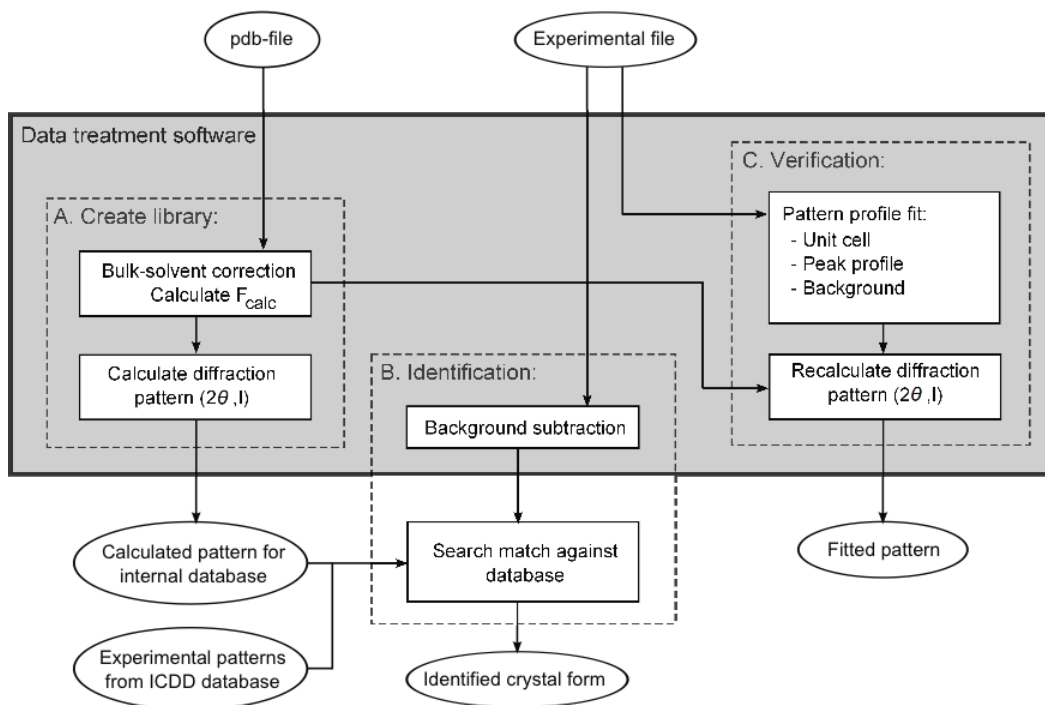 pdb-file
Experimental file
Data treatment software
A. Create library:
Bulk-solvent correction
Calculate Fcalc
Calculate diffraction
pattern (2θ ,I)
B. Identification:
Background subtraction
Search match against
database
C. Verification:
Pattern profile fit:
- Unit cell
- Peak profile
- Background
Recalculate diffraction
pattern (2θ ,I)
Calculated pattern for
internal database
Experimental patterns
from ICDD database
Identified crystal form
Fitted pattern